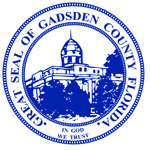 GREAT SEAL OF GADSDEN COUNTY FLORIDA.
IN GOD
WE TRUST